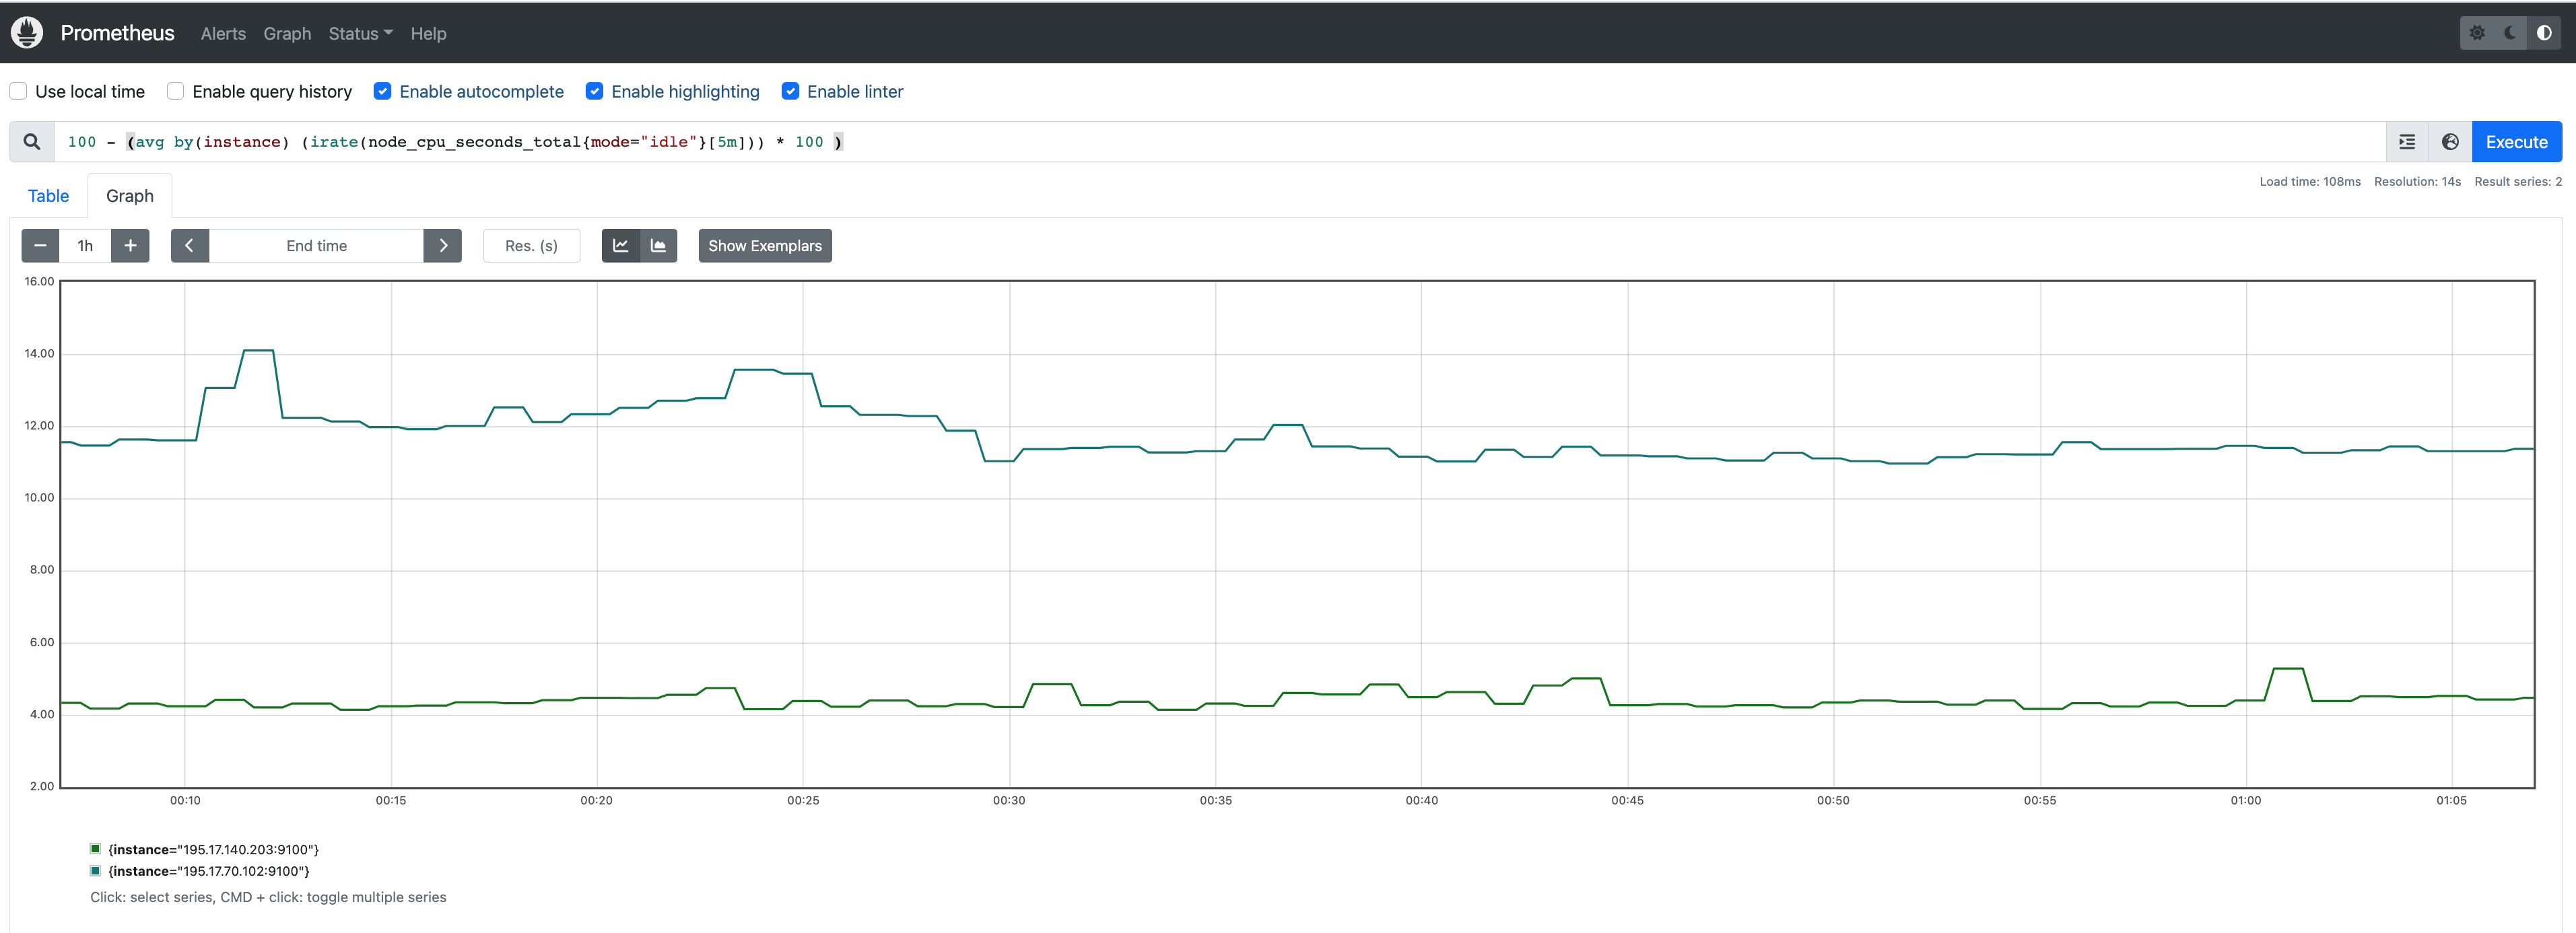 Prometheus Alerts Graph Status Help
Use local time Enable query history Enable autocomplete Enable highlighting Enable linter
100 - (avg by(instance) (irate(node_cpu_seconds_total{mode="idle"}[5m])) * 100 )
Execute
Table Graph
Load time: 108ms Resolution: 14s Result series: 2
− 1h + End time Res. (s) Show Exemplars
16.00
14.00
12.00
10.00
8.00
6.00
4.00
2.00
00:10 00:15 00:20 00:25 00:30 00:35 00:40 00:45 00:50 00:55 01:00 01:05
{instance="195.17.140.203:9100"}
{instance="195.17.70.102:9100"}
Click: select series, CMD + click: toggle multiple series